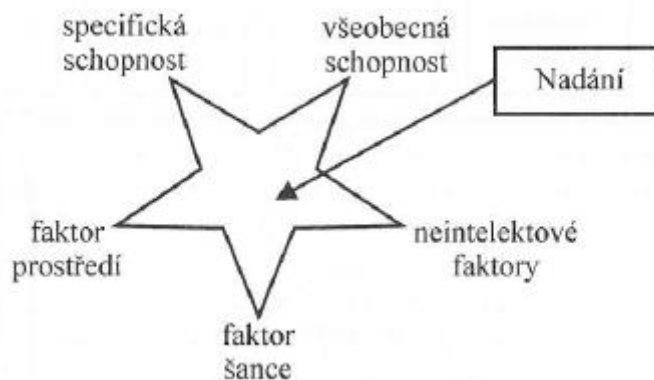 specifická
schopnost
všeobecná
schopnost
Nadání
faktor
prostředí
neintelektové
faktory
faktor
šance